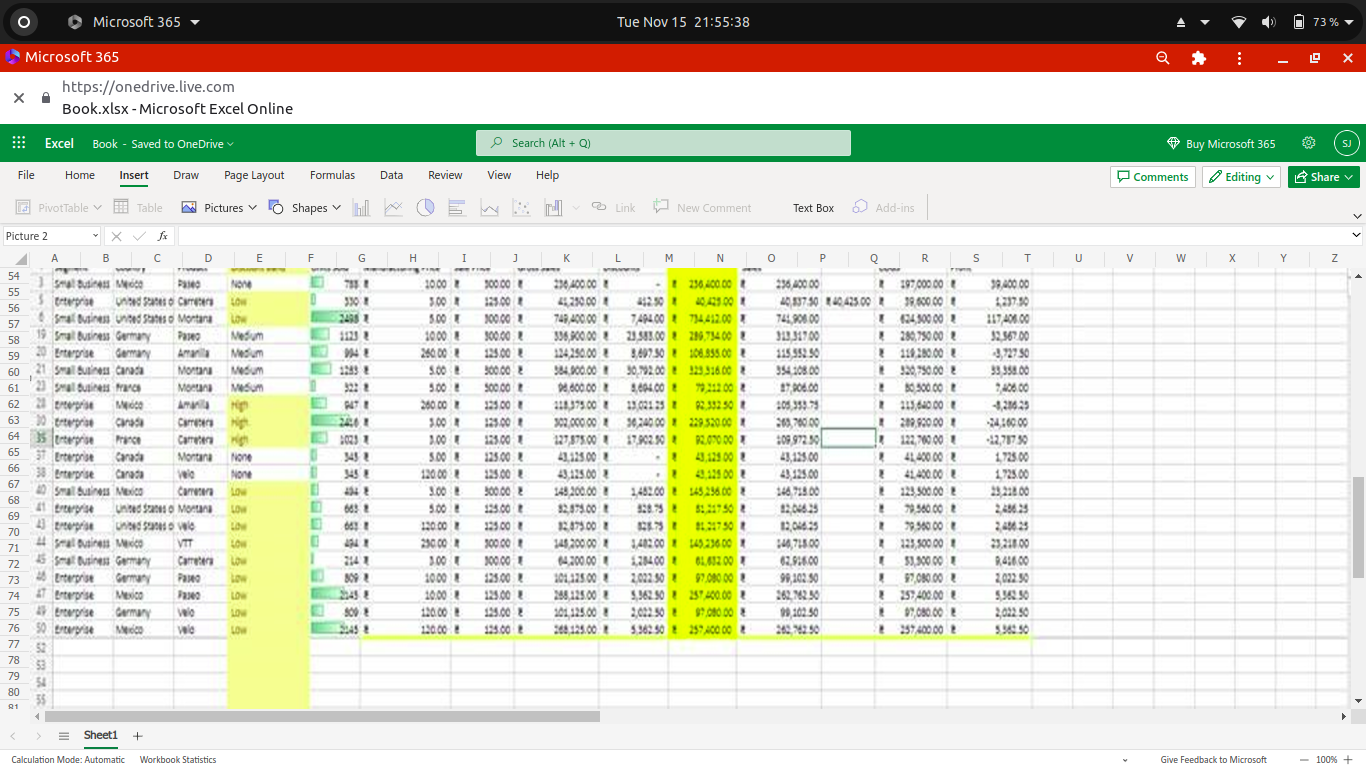 Microsoft 365
Tue Nov 15 21:55:38
73 %
Microsoft 365
https://onedrive.live.com
Book.xlsx - Microsoft Excel Online
Excel Book - Saved to OneDrive
Search (Alt + Q)
Buy Microsoft 365
SJ
File Home Insert Draw Page Layout Formulas Data Review View Help
Comments Editing Share
PivotTable Table Pictures Shapes Link New Comment Text Box Add-ins
Picture 2 fx
A B C D E F G H I J K L M N O P Q R S T U V W X Y Z
54 Product
55 3 Small Business Mexico Paseo None 788 ₹ 10.00 ₹ 300.00 ₹ 236,400.00 ₹ - ₹ 236,400.00 ₹ 236,400.00 ₹ 197,000.00 ₹ 39,400.00
56 5 Enterprise United States o Carretera Low 330 ₹ 3.00 ₹ 125.00 ₹ 41,250.00 ₹ 412.50 ₹ 40,425.00 ₹ 40,837.50 ₹ 40,425.00 ₹ 39,600.00 ₹ 1,237.50
57 6 Small Business United States o Montana Low 2498 ₹ 5.00 ₹ 300.00 ₹ 749,400.00 ₹ 7,494.00 ₹ 734,412.00 ₹ 741,906.00 ₹ 624,500.00 ₹ 117,406.00
58 19 Small Business Germany Paseo Medium 1123 ₹ 10.00 ₹ 300.00 ₹ 336,900.00 ₹ 23,583.00 ₹ 289,734.00 ₹ 313,317.00 ₹ 280,750.00 ₹ 32,567.00
59 20 Enterprise Germany Amarilla Medium 994 ₹ 260.00 ₹ 125.00 ₹ 124,250.00 ₹ 8,697.50 ₹ 106,855.00 ₹ 115,552.50 ₹ 119,280.00 ₹ -3,727.50
60 21 Small Business Canada Montana Medium 1283 ₹ 5.00 ₹ 300.00 ₹ 384,900.00 ₹ 30,792.00 ₹ 323,316.00 ₹ 354,108.00 ₹ 320,750.00 ₹ 33,358.00
61 23 Small Business France Montana Medium 322 ₹ 5.00 ₹ 300.00 ₹ 96,600.00 ₹ 8,694.00 ₹ 79,212.00 ₹ 87,906.00 ₹ 80,500.00 ₹ 7,406.00
62 28 Enterprise Mexico Amarilla High 947 ₹ 260.00 ₹ 125.00 ₹ 118,375.00 ₹ 13,021.25 ₹ 92,332.50 ₹ 105,353.75 ₹ 113,640.00 ₹ -8,286.25
63 30 Enterprise Canada Carretera High 2416 ₹ 3.00 ₹ 125.00 ₹ 302,000.00 ₹ 36,240.00 ₹ 229,520.00 ₹ 265,760.00 ₹ 289,920.00 ₹ -24,160.00
64 35 Enterprise France Carretera High 1023 ₹ 3.00 ₹ 125.00 ₹ 127,875.00 ₹ 17,902.50 ₹ 92,070.00 ₹ 109,972.50 ₹ 122,760.00 ₹ -12,787.50
65 37 Enterprise Canada Montana None 345 ₹ 5.00 ₹ 125.00 ₹ 43,125.00 ₹ - ₹ 43,125.00 ₹ 43,125.00 ₹ 41,400.00 ₹ 1,725.00
66 38 Enterprise Canada Velo None 345 ₹ 120.00 ₹ 125.00 ₹ 43,125.00 ₹ - ₹ 43,125.00 ₹ 43,125.00 ₹ 41,400.00 ₹ 1,725.00
67 40 Small Business Mexico Carretera Low 494 ₹ 3.00 ₹ 300.00 ₹ 148,200.00 ₹ 1,482.00 ₹ 145,236.00 ₹ 146,718.00 ₹ 123,500.00 ₹ 23,218.00
68 41 Enterprise United States o Montana Low 663 ₹ 5.00 ₹ 125.00 ₹ 82,875.00 ₹ 828.75 ₹ 81,217.50 ₹ 82,046.25 ₹ 79,560.00 ₹ 2,486.25
69 43 Enterprise United States o Velo Low 663 ₹ 120.00 ₹ 125.00 ₹ 82,875.00 ₹ 828.75 ₹ 81,217.50 ₹ 82,046.25 ₹ 79,560.00 ₹ 2,486.25
70 44 Small Business Mexico VTT Low 494 ₹ 250.00 ₹ 300.00 ₹ 148,200.00 ₹ 1,482.00 ₹ 145,236.00 ₹ 146,718.00 ₹ 123,500.00 ₹ 23,218.00
71 45 Small Business Germany Carretera Low 214 ₹ 3.00 ₹ 300.00 ₹ 64,200.00 ₹ 1,284.00 ₹ 61,632.00 ₹ 62,916.00 ₹ 53,500.00 ₹ 9,416.00
72 46 Enterprise Germany Paseo Low 809 ₹ 10.00 ₹ 125.00 ₹ 101,125.00 ₹ 2,022.50 ₹ 97,080.00 ₹ 99,102.50 ₹ 97,080.00 ₹ 2,022.50
73 47 Enterprise Mexico Paseo Low 2145 ₹ 10.00 ₹ 125.00 ₹ 268,125.00 ₹ 5,362.50 ₹ 257,400.00 ₹ 262,762.50 ₹ 257,400.00 ₹ 5,362.50
74 49 Enterprise Germany Velo Low 809 ₹ 120.00 ₹ 125.00 ₹ 101,125.00 ₹ 2,022.50 ₹ 97,080.00 ₹ 99,102.50 ₹ 97,080.00 ₹ 2,022.50
75 50 Enterprise Mexico Velo Low 2145 ₹ 120.00 ₹ 125.00 ₹ 268,125.00 ₹ 5,362.50 ₹ 257,400.00 ₹ 262,762.50 ₹ 257,400.00 ₹ 5,362.50
76
77 52
78 53
79 54
80 55
81
Sheet1
Calculation Mode: Automatic Workbook Statistics
Give Feedback to Microsoft 100%